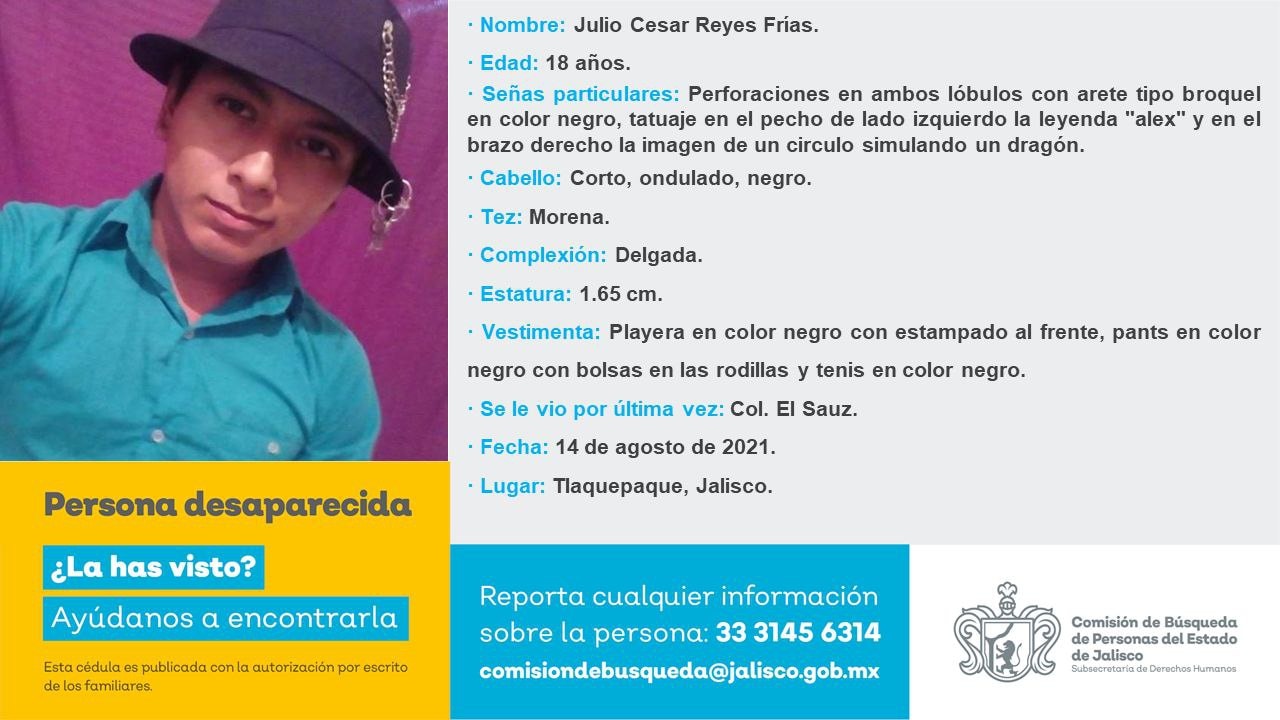 · Nombre: Julio Cesar Reyes Frías.
· Edad: 18 años.
· Señas particulares: Perforaciones en ambos lóbulos con arete tipo broquel
en color negro, tatuaje en el pecho de lado izquierdo la leyenda "alex" y en el
brazo derecho la imagen de un circulo simulando un dragón.
· Cabello: Corto, ondulado, negro.
· Tez: Morena.
· Complexión: Delgada.
· Estatura: 1.65 cm.
· Vestimenta: Playera en color negro con estampado al frente, pants en color
negro con bolsas en las rodillas y tenis en color negro.
· Se le vio por última vez: Col. El Sauz.
· Fecha: 14 de agosto de 2021.
· Lugar: Tlaquepaque, Jalisco.
Persona desaparecida
¿La has visto?
Ayúdanos a encontrarla
Esta cédula es publicada con la autorización por escrito
de los familiares.
Reporta cualquier información
sobre la persona: 33 3145 6314
comisiondebusqueda@jalisco.gob.mx
Comisión de Búsqueda
de Personas del Estado
de Jalisco
Subsecretaría de Derechos Humanos